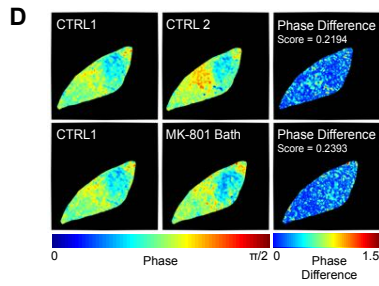 D
CTRL1
CTRL 2
Phase Difference
Score = 0.2194
CTRL1
MK-801 Bath
Phase Difference
Score = 0.2393
0
Phase
π/2
0
Phase
Difference
1.5